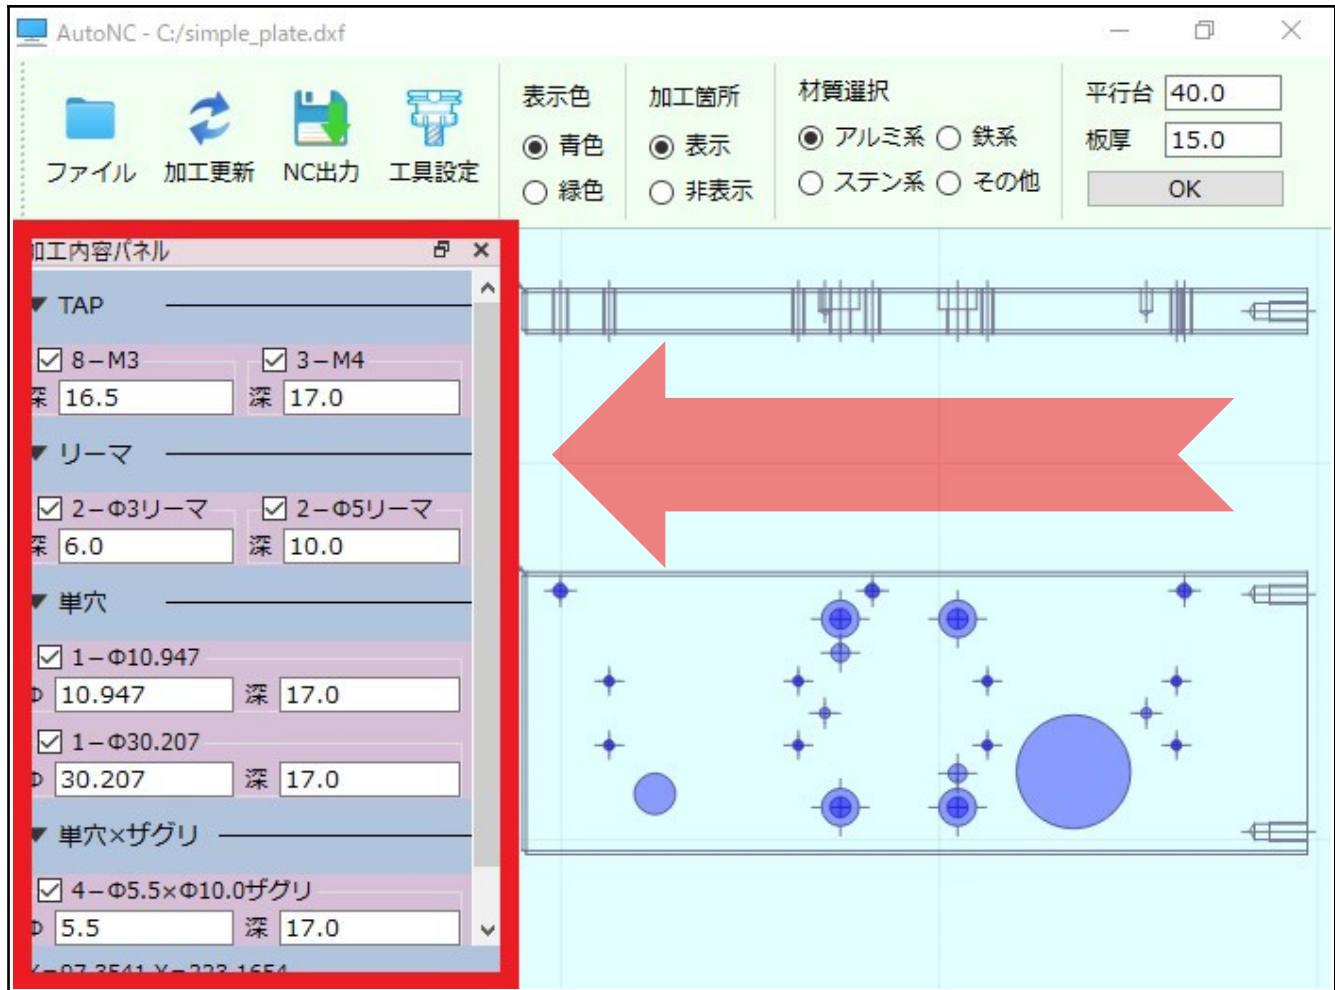 AutoNC - C:/simple_plate.dxf
ファイル 加工更新 NC出力 工具設定
表示色
青色
緑色
加工箇所
表示
非表示
材質選択
アルミ系 鉄系
ステン系 その他
平行台 40.0
板厚 15.0
OK
加工内容パネル
TAP
8−M3 3−M4
深 16.5 深 17.0
リーマ
2−Φ3リーマ 2−Φ5リーマ
深 6.0 深 10.0
単穴
1−Φ10.947
Φ 10.947 深 17.0
1−Φ30.207
Φ 30.207 深 17.0
単穴×ザグリ
4−Φ5.5×Φ10.0ザグリ
Φ 5.5 深 17.0